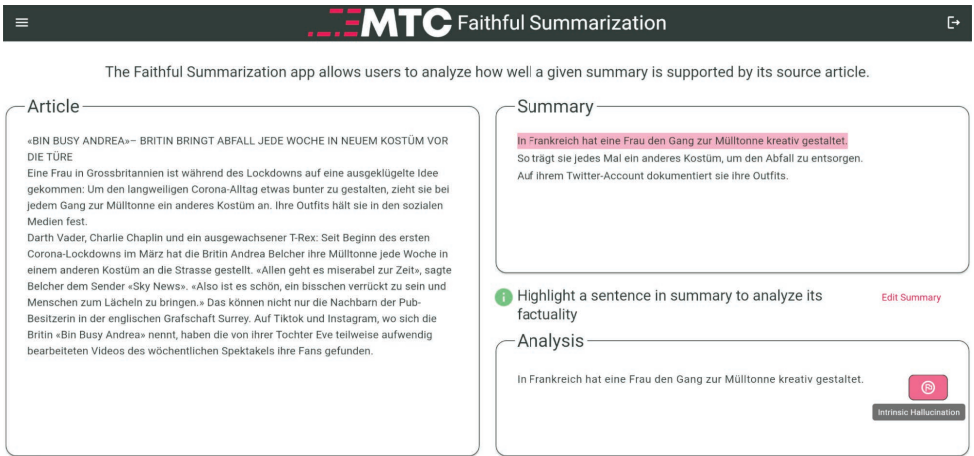 MTC Faithful Summarization
The Faithful Summarization app allows users to analyze how well a given summary is supported by its source article.
Article
«BIN BUSY ANDREA»– BRITIN BRINGT ABFALL JEDE WOCHE IN NEUEM KOSTÜM VOR
DIE TÜRE
Eine Frau in Grossbritannien ist während des Lockdowns auf eine ausgeklügelte Idee
gekommen: Um den langweiligen Corona-Alltag etwas bunter zu gestalten, zieht sie bei
jedem Gang zur Mülltonne ein anderes Kostüm an. Ihre Outfits hält sie in den sozialen
Medien fest.
Darth Vader, Charlie Chaplin und ein ausgewachsener T-Rex: Seit Beginn des ersten
Corona-Lockdowns im März hat die Britin Andrea Belcher ihre Mülltonne jede Woche in
einem anderen Kostüm an die Strasse gestellt. «Allen geht es miserabel zur Zeit», sagte
Belcher dem Sender «Sky News». «Also ist es schön, ein bisschen verrückt zu sein und
Menschen zum Lächeln zu bringen.» Das können nicht nur die Nachbarn der Pub-
Besitzerin in der englischen Grafschaft Surrey. Auf Tiktok und Instagram, wo sich die
Britin «Bin Busy Andrea» nennt, haben die von ihrer Tochter Eve teilweise aufwendig
bearbeiteten Videos des wöchentlichen Spektakels ihre Fans gefunden.
Summary
In Frankreich hat eine Frau den Gang zur Mülltonne kreativ gestaltet.
So trägt sie jedes Mal ein anderes Kostüm, um den Abfall zu entsorgen.
Auf ihrem Twitter-Account dokumentiert sie ihre Outfits.
Highlight a sentence in summary to analyze its
factuality
Edit Summary
Analysis
In Frankreich hat eine Frau den Gang zur Mülltonne kreativ gestaltet.
Intrinsic Hallucination